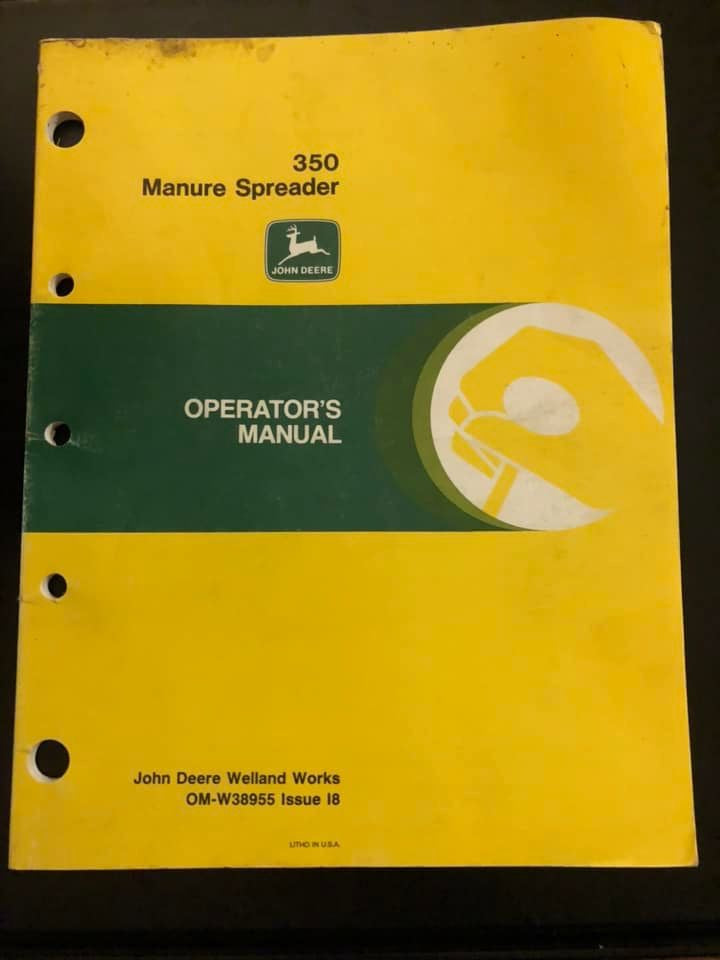 350
Manure Spreader
JOHN DEERE
OPERATOR'S
MANUAL
John Deere Welland Works
OM-W38955 Issue I8
LITHO IN U.S.A.